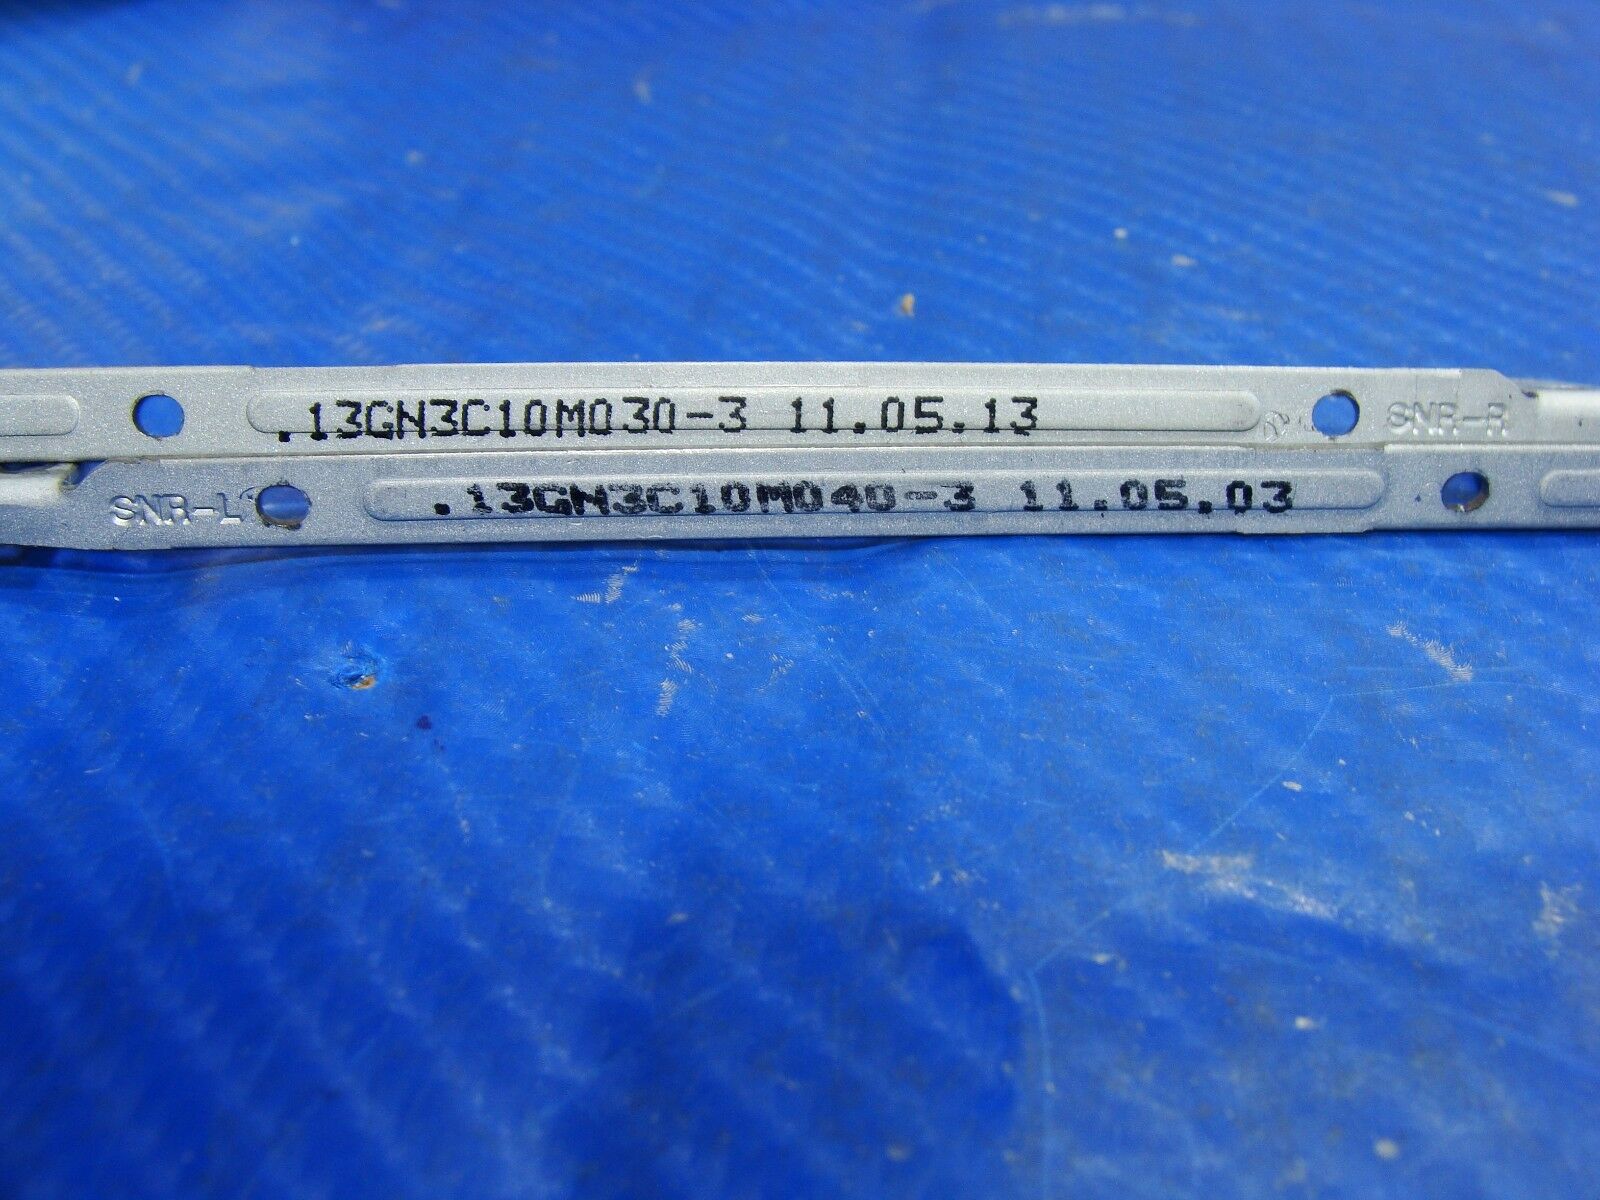 .13GN3C10M030-3 11.05.13 SNR-R
SNR-L .13GN3C10M040-3 11.05.03